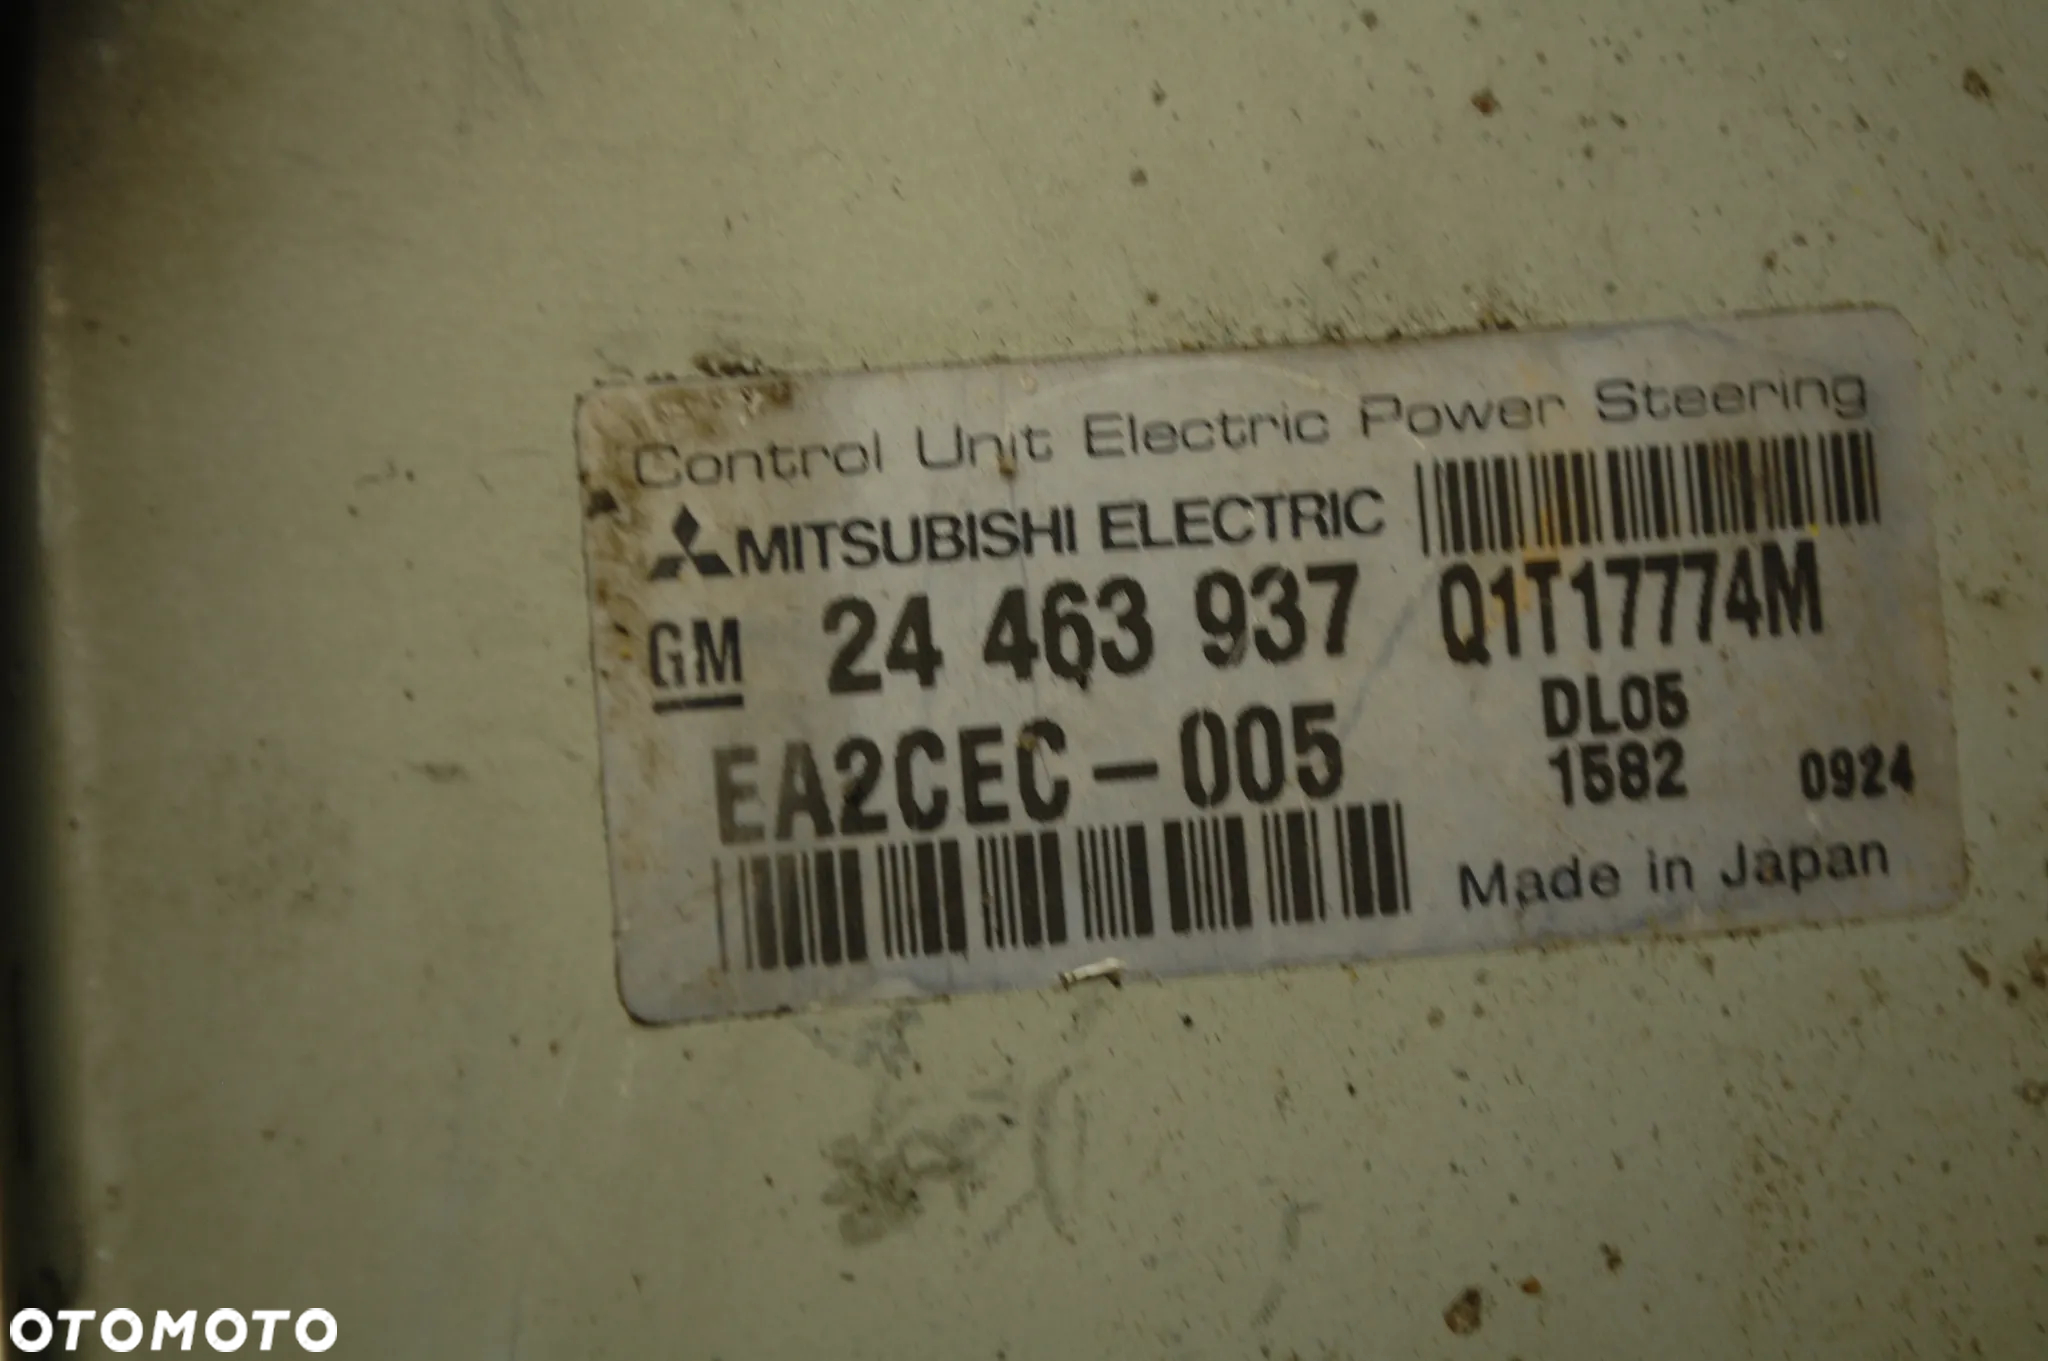 Control Unit Electric Power Steering
MITSUBISHI ELECTRIC
GM 24 463 937 Q1T17774M
EA2CEC-005
DL05
1582 0924
Made in Japan
OTOMOTO